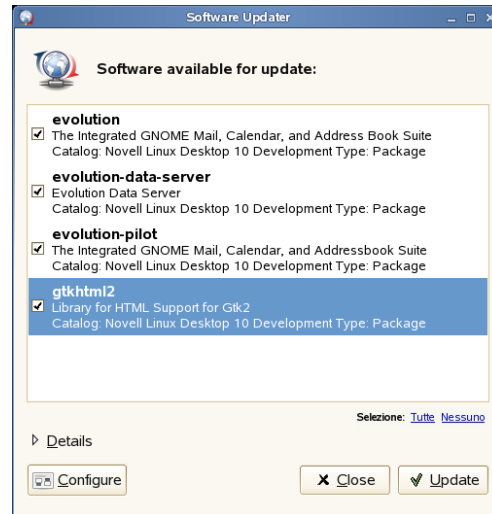 Software Updater
Software available for update:
evolution
The Integrated GNOME Mail, Calendar, and Address Book Suite
Catalog: Novell Linux Desktop 10 Development Type: Package
evolution-data-server
Evolution Data Server
Catalog: Novell Linux Desktop 10 Development Type: Package
evolution-pilot
The Integrated GNOME Mail, Calendar, and Addressbook Suite
Catalog: Novell Linux Desktop 10 Development Type: Package
gtkhtml2
Library for HTML Support for Gtk2
Catalog: Novell Linux Desktop 10 Development Type: Package
Selezione: Tutte Nessuno
Details
Configure
Close
Update